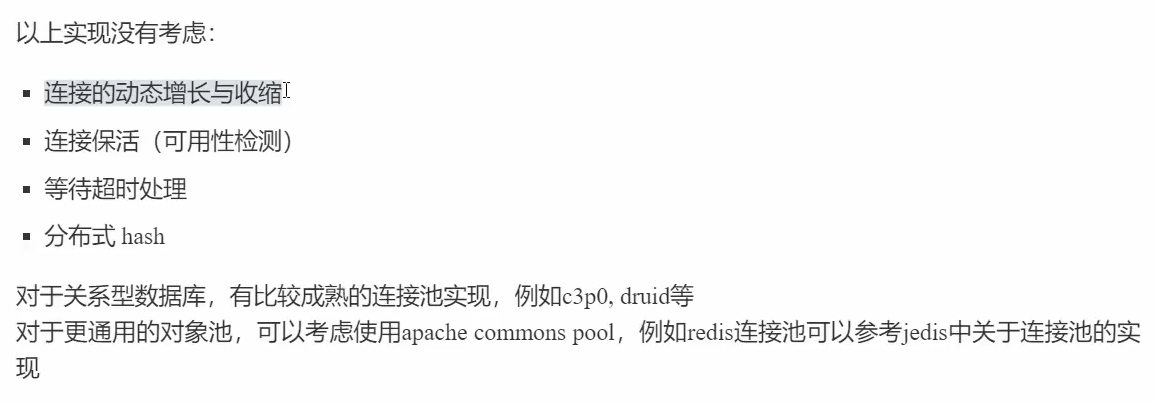 以上实现没有考虑：
▪ 连接的动态增长与收缩
▪ 连接保活（可用性检测）
▪ 等待超时处理
▪ 分布式 hash
对于关系型数据库，有比较成熟的连接池实现，例如c3p0, druid等
对于更通用的对象池，可以考虑使用apache commons pool，例如redis连接池可以参考jedis中关于连接池的实
现